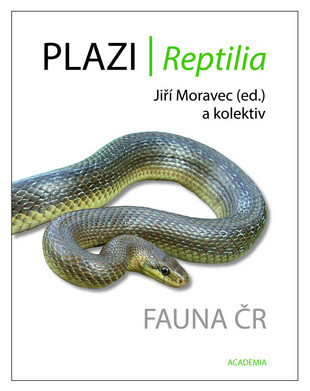 PLAZI | Reptilia
Jiří Moravec (ed.)
a kolektiv
FAUNA ČR
ACADEMIA